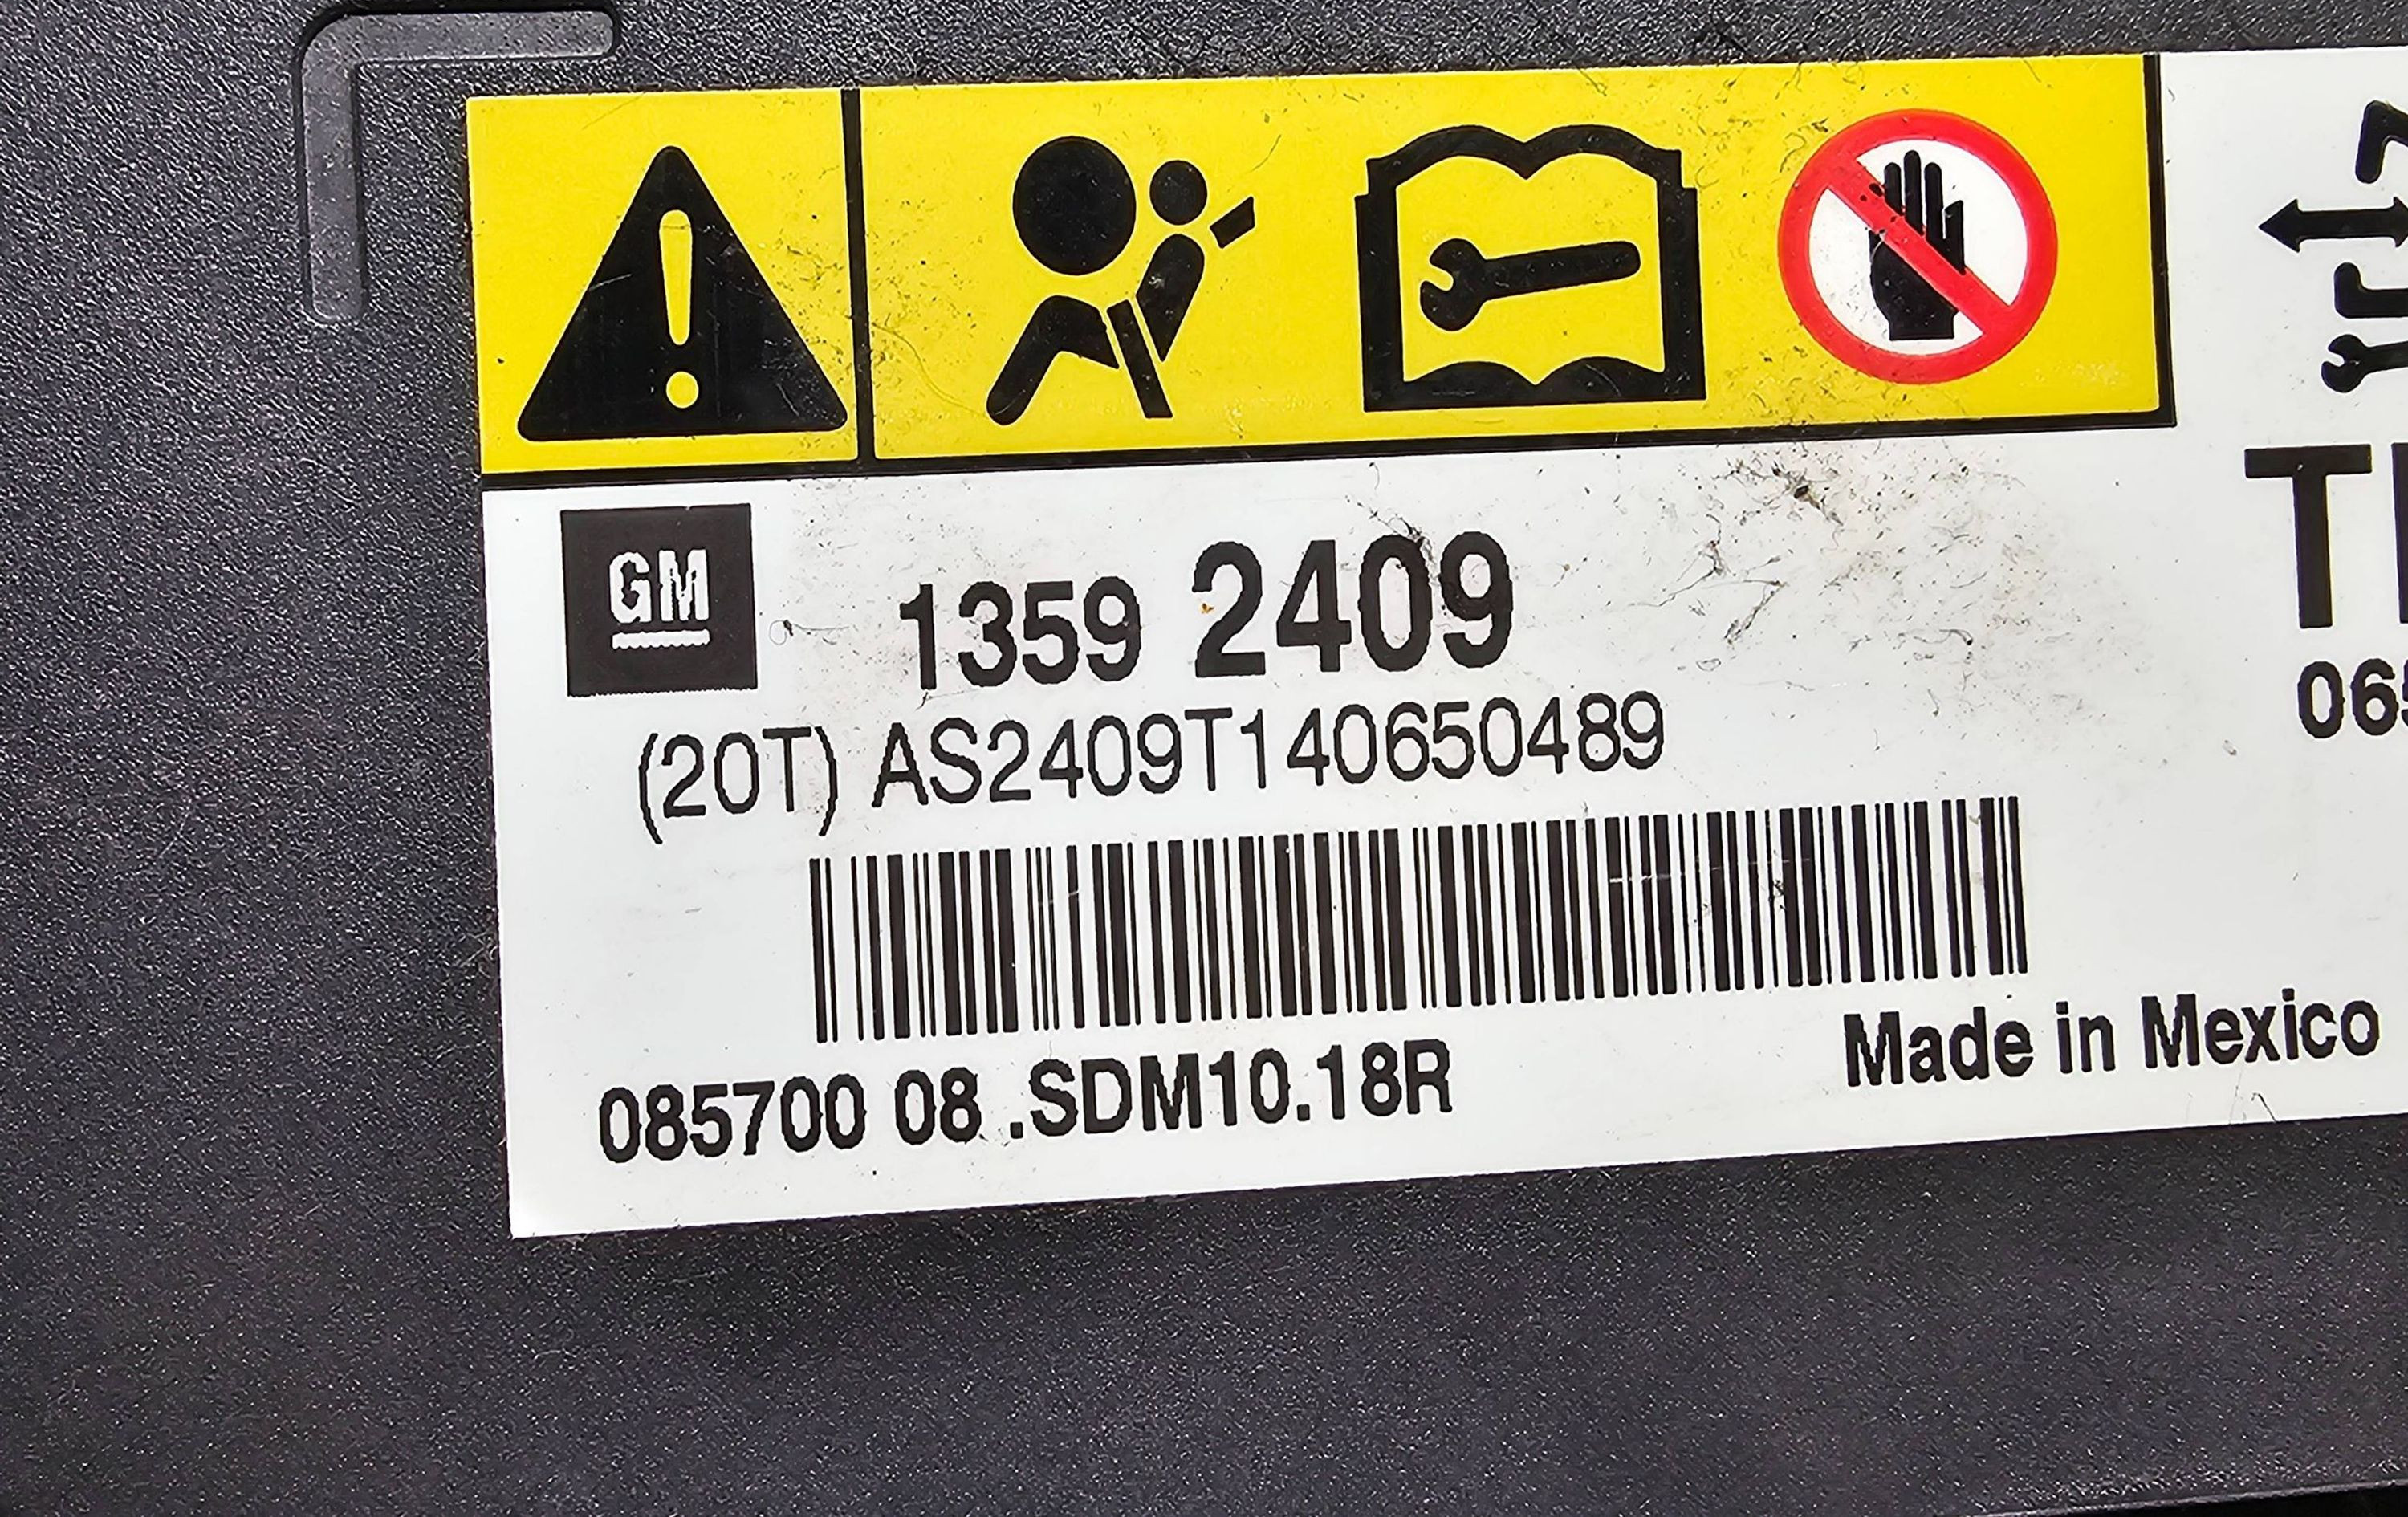 GM
1359 2409
(20T) AS2409T140650489
085700 08 .SDM10.18R
Made in Mexico